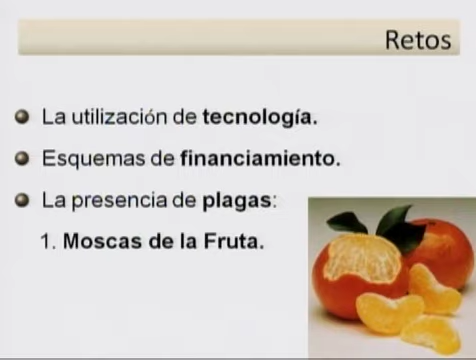 Retos
La utilización de tecnología.
Esquemas de financiamiento.
La presencia de plagas:
1. Moscas de la Fruta.